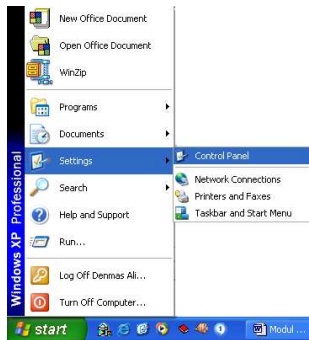 New Office Document
Open Office Document
WinZip
Programs
Documents
Settings
Search
Help and Support
Run...
Log Off Denmas Ali...
Turn Off Computer...
Windows XP Professional
Control Panel
Network Connections
Printers and Faxes
Taskbar and Start Menu
start
Modul ...